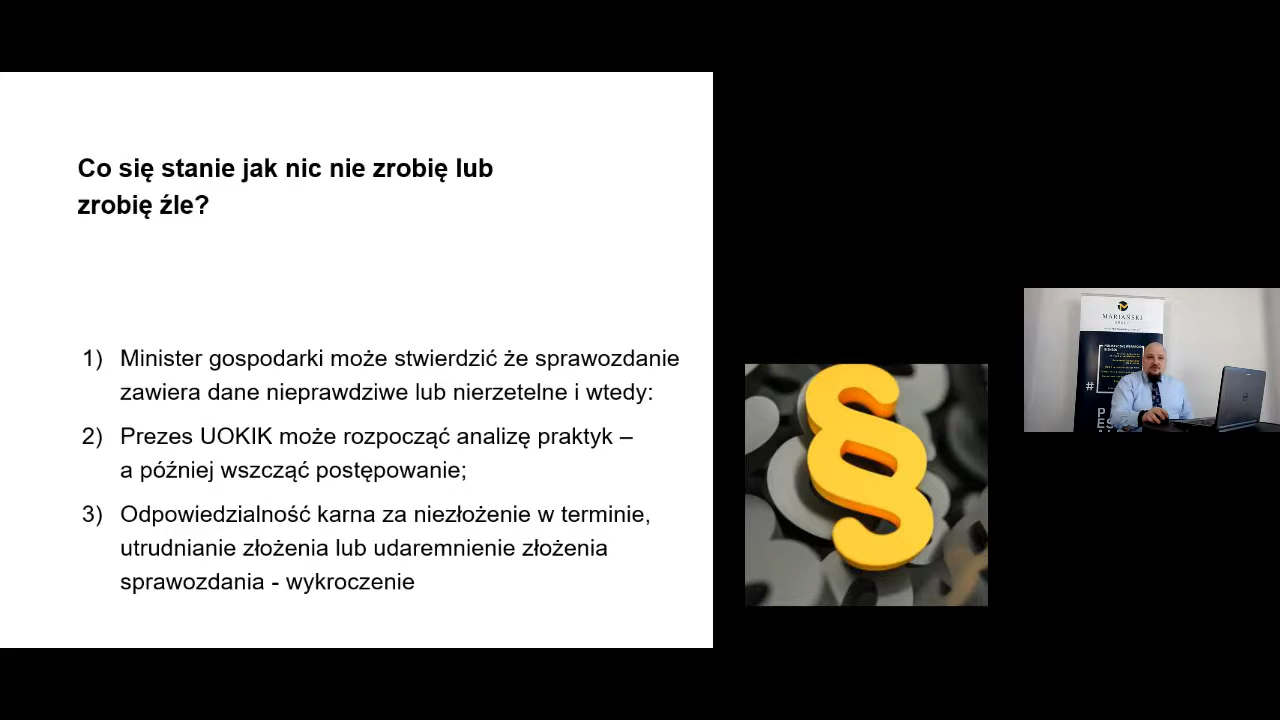 Co się stanie jak nic nie zrobię lub
zrobię źle?
1) Minister gospodarki może stwierdzić że sprawozdanie
zawiera dane nieprawdziwe lub nierzetelne i wtedy:
2) Prezes UOKIK może rozpocząć analizę praktyk –
a później wszcząć postępowanie;
3) Odpowiedzialność karna za niezłożenie w terminie,
utrudnianie złożenia lub udaremnienie złożenia
sprawozdania - wykroczenie
MARIAŃSKI
#